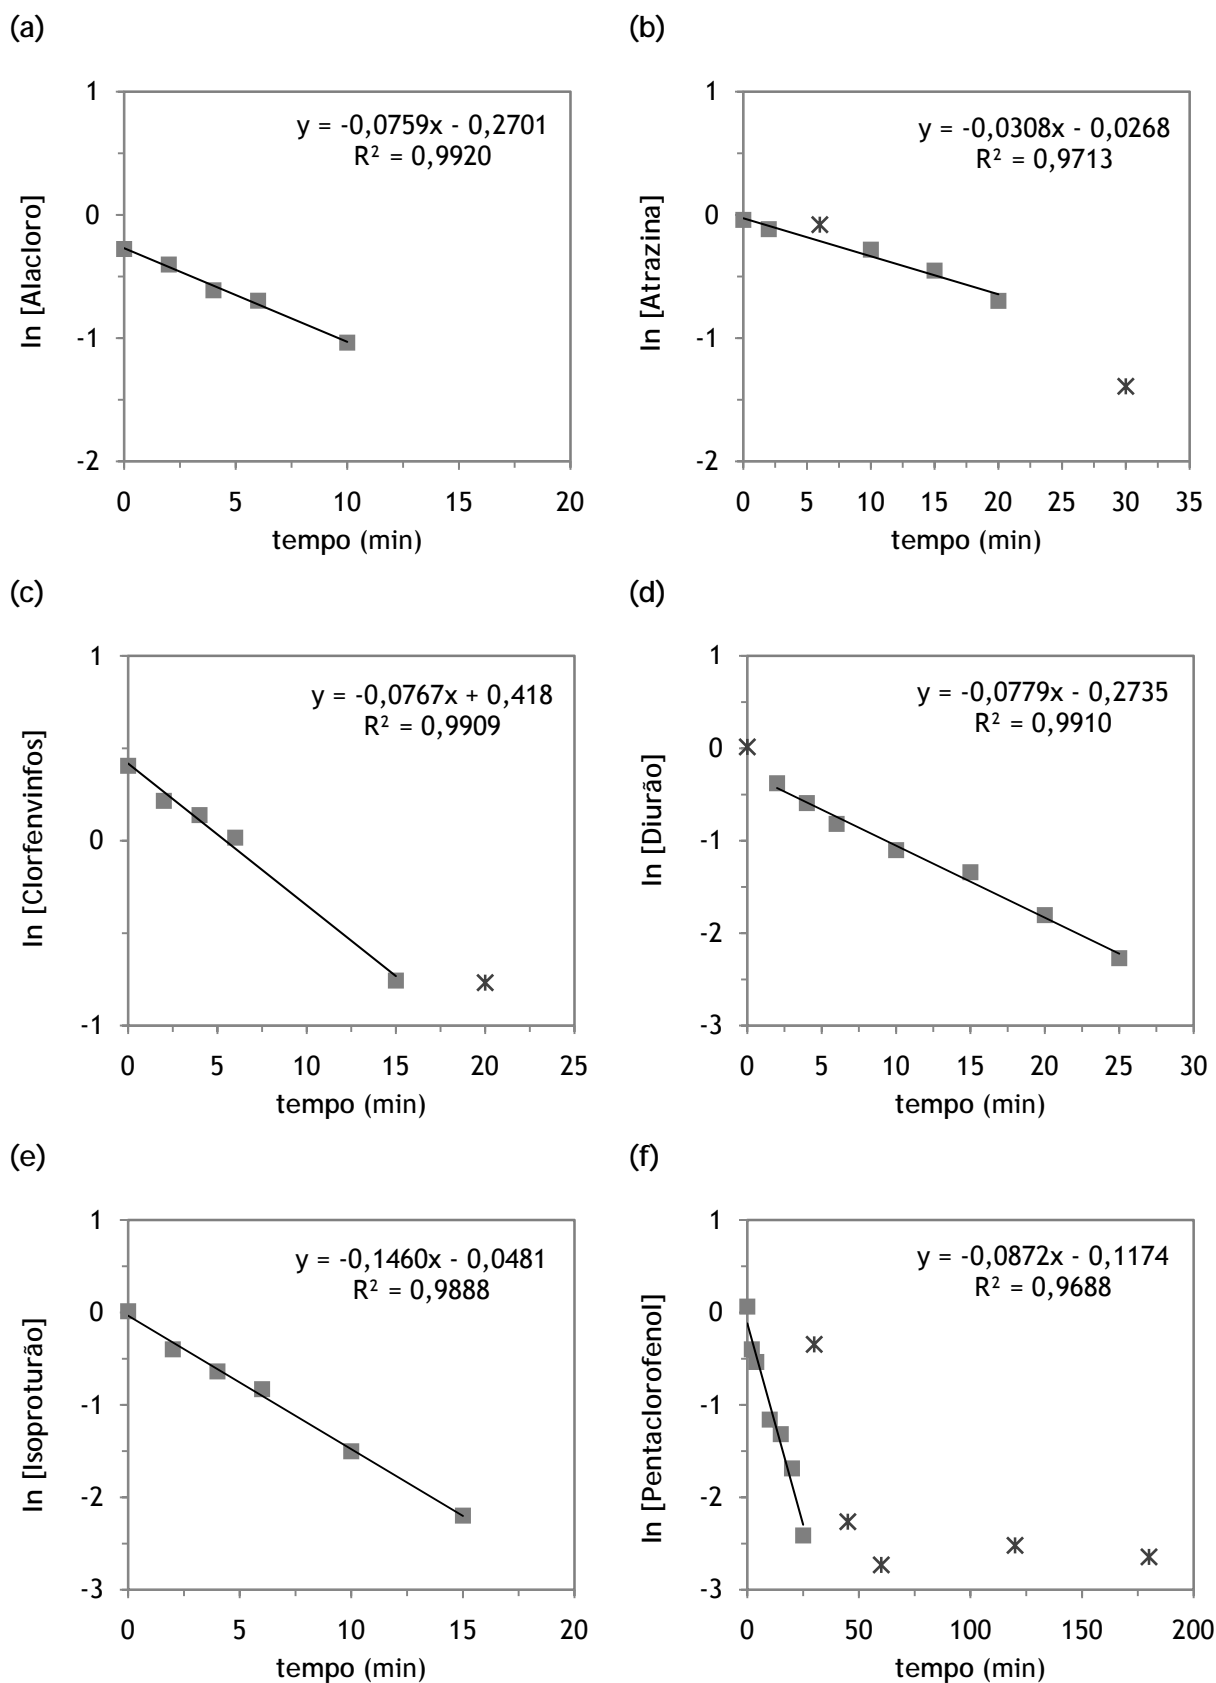 (a)
y = -0,0759x - 0,2701
R² = 0,9920
1
0
-1
-2
ln [Alacloro]
0 5 10 15 20
tempo (min)
(b)
y = -0,0308x - 0,0268
R² = 0,9713
1
0
-1
-2
ln [Atrazina]
0 5 10 15 20 25 30 35
tempo (min)
(c)
y = -0,0767x + 0,418
R² = 0,9909
1
0
-1
ln [Clorfenvinfos]
0 5 10 15 20 25
tempo (min)
(d)
y = -0,0779x - 0,2735
R² = 0,9910
1
0
-1
-2
-3
ln [Diurão]
0 5 10 15 20 25 30
tempo (min)
(e)
y = -0,1460x - 0,0481
R² = 0,9888
1
0
-1
-2
-3
ln [Isoproturão]
0 5 10 15 20
tempo (min)
(f)
y = -0,0872x - 0,1174
R² = 0,9688
1
0
-1
-2
-3
ln [Pentaclorofenol]
0 50 100 150 200
tempo (min)